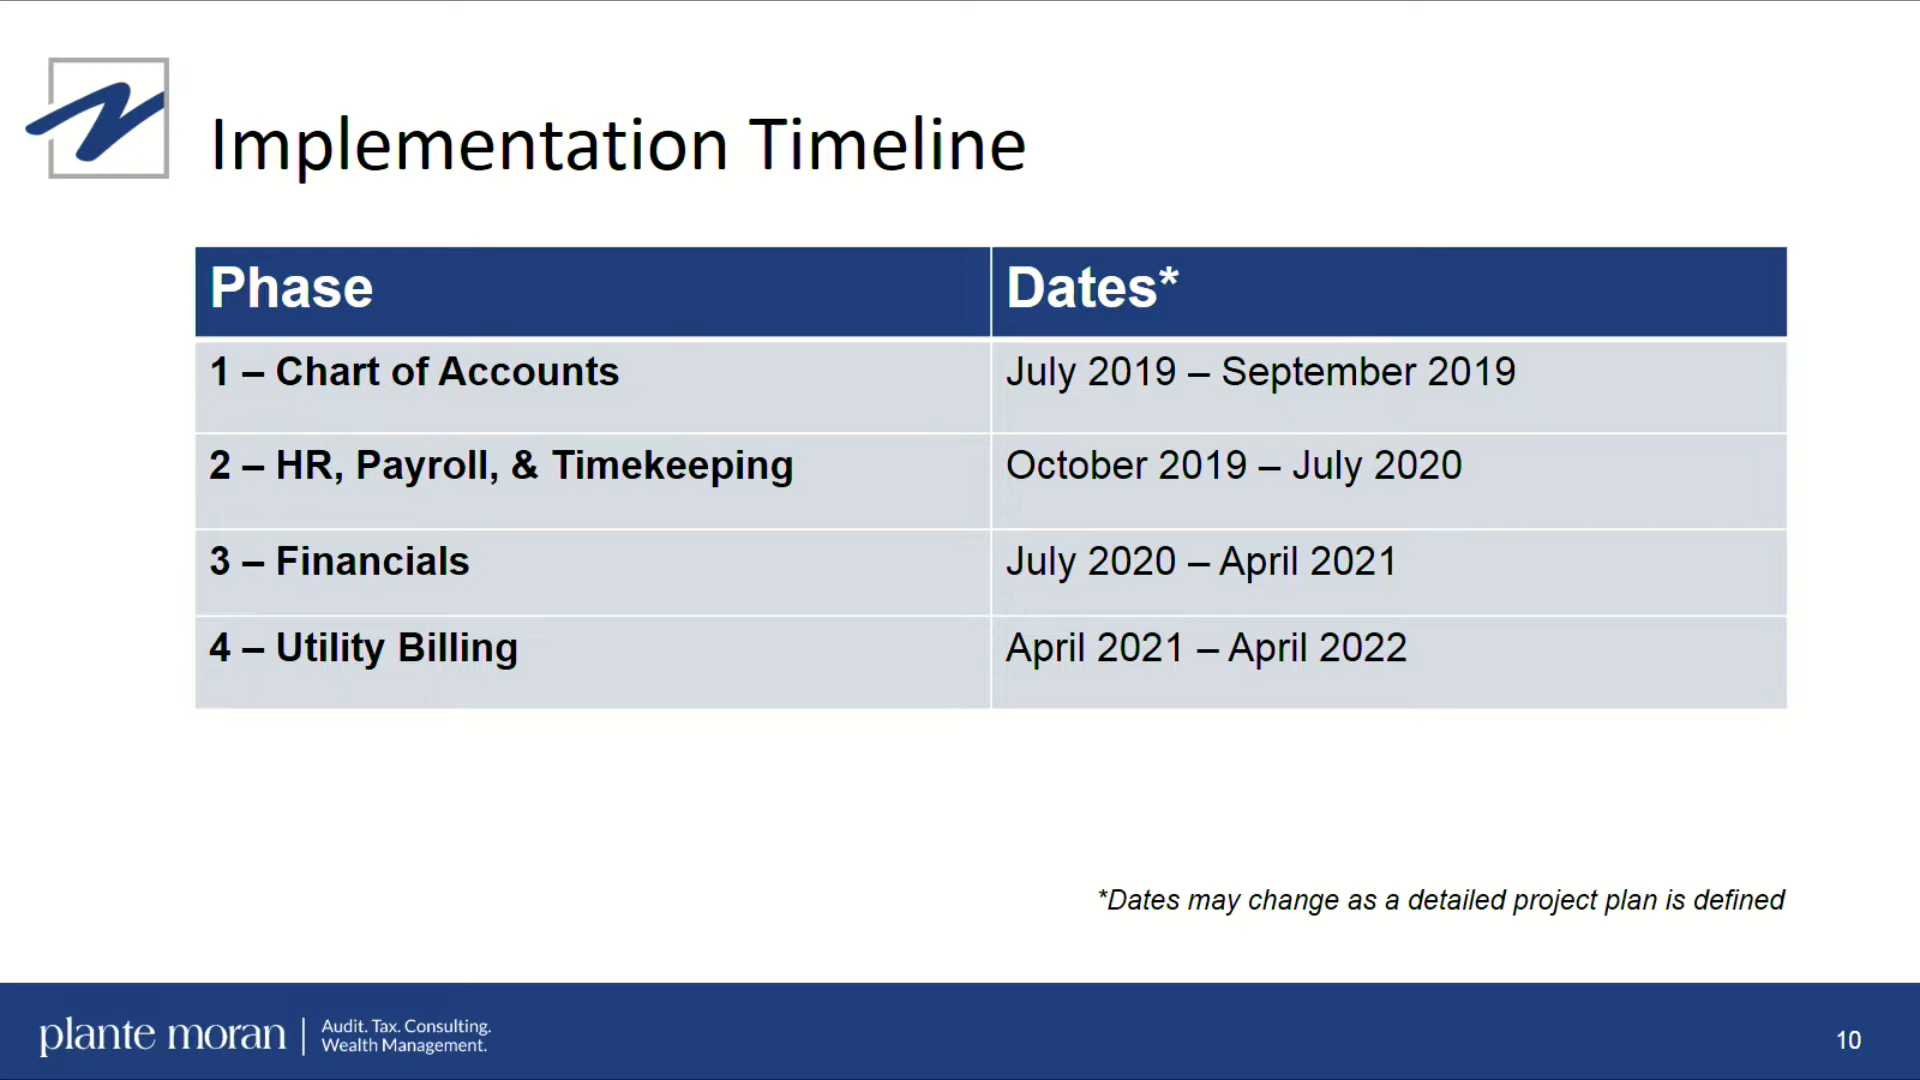 Implementation Timeline
Phase
Dates*
1 – Chart of Accounts
July 2019 – September 2019
2 – HR, Payroll, & Timekeeping
October 2019 – July 2020
3 – Financials
July 2020 – April 2021
4 – Utility Billing
April 2021 – April 2022
*Dates may change as a detailed project plan is defined
plante moran
Audit. Tax. Consulting.
Wealth Management.
10